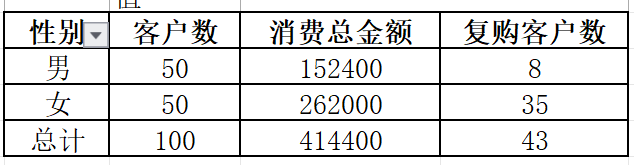 值
性别 客户数 消费总金额 复购客户数
男 50 152400 8
女 50 262000 35
总计 100 414400 43